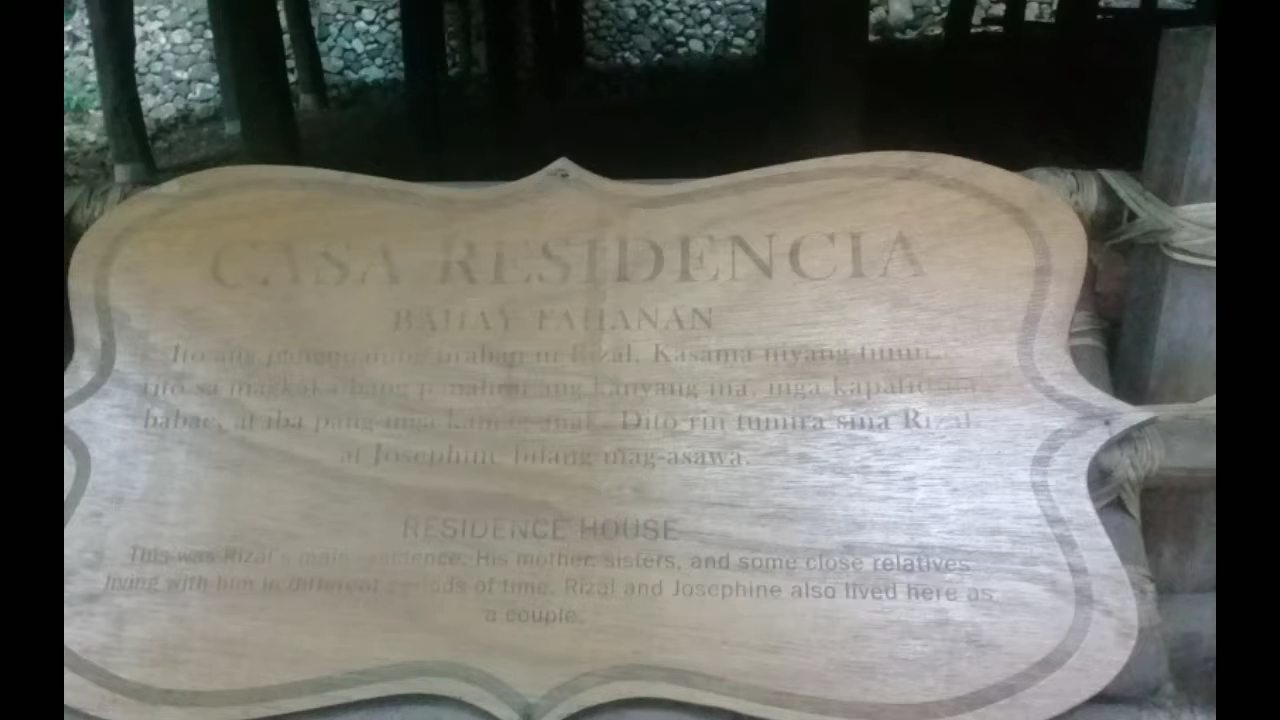 CASA RESIDENCIA
BAHAY TAHANAN
Ito ang pangunahing tirahan ni Rizal. Kasama niyang
dito sa magkakaibang panahon ang kanyang ina, mga kapatid na
babae, at iba pang mga kamag-anak. Dito rin tumira sina Rizal
at Josephine bilang mag-asawa.
RESIDENCE HOUSE
This was Rizal's main residence. His mother, sisters, and some close relatives
living with him in different periods of time. Rizal and Josephine also lived here as
a couple.